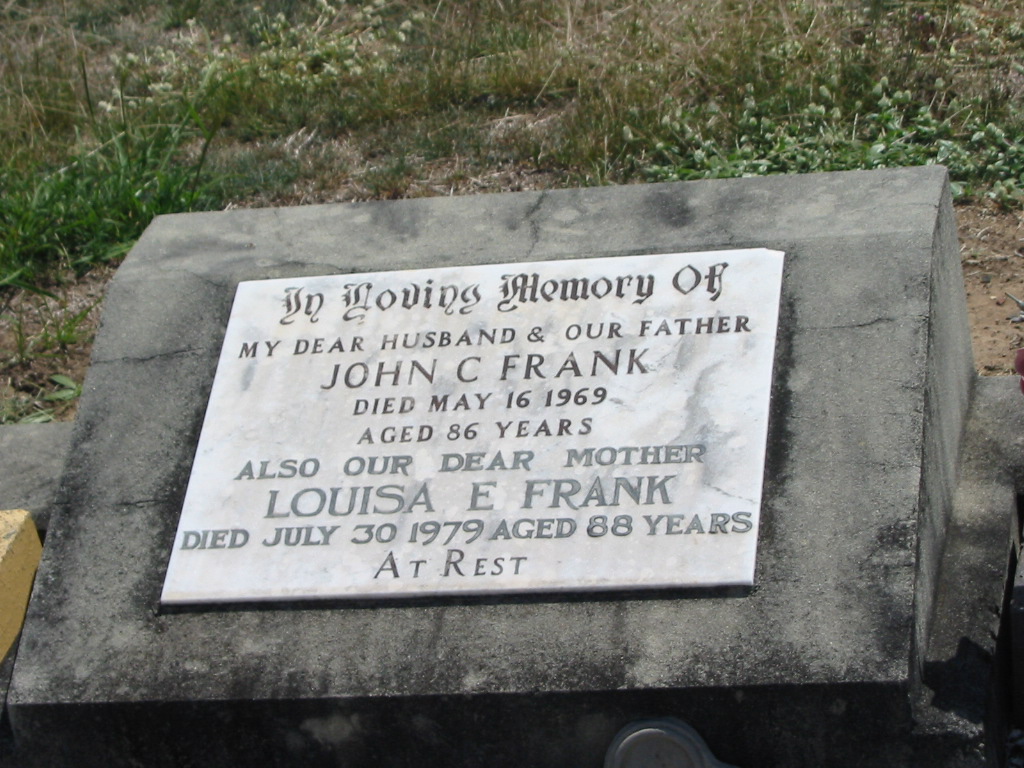 In Loving Memory Of
MY DEAR HUSBAND & OUR FATHER
JOHN C FRANK
DIED MAY 16 1969
AGED 86 YEARS
ALSO OUR DEAR MOTHER
LOUISA E FRANK
DIED JULY 30 1979 AGED 88 YEARS
AT REST